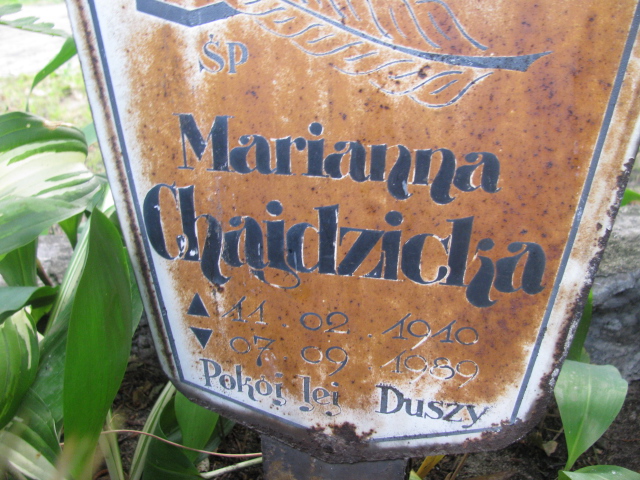 ŚP
Marianna
Chajdzicka
▲ 11.02.1910
▼ 07.09.1989
Pokój Jej Duszy